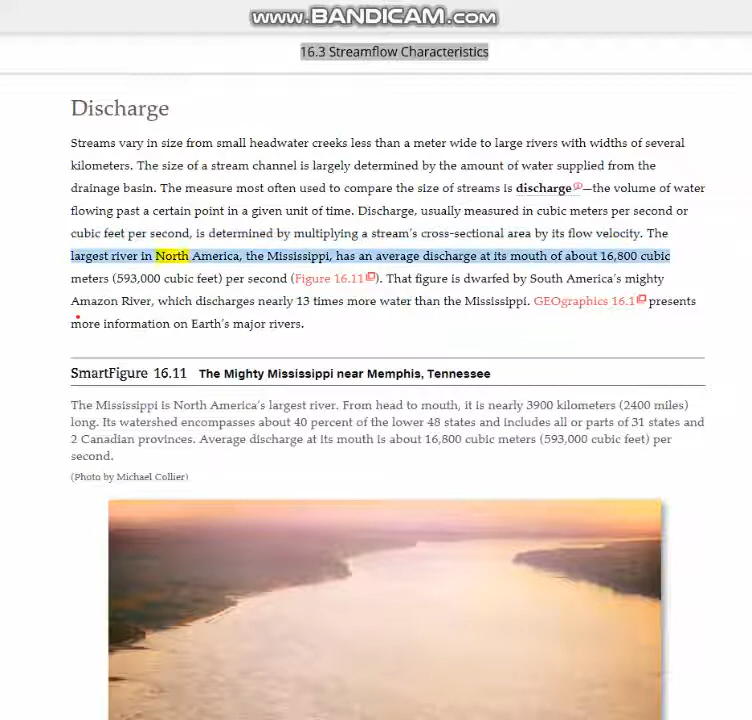 www.BANDICAM.com
16.3 Streamflow Characteristics
Discharge
Streams vary in size from small headwater creeks less than a meter wide to large rivers with widths of several
kilometers. The size of a stream channel is largely determined by the amount of water supplied from the
drainage basin. The measure most often used to compare the size of streams is discharge—the volume of water
flowing past a certain point in a given unit of time. Discharge, usually measured in cubic meters per second or
cubic feet per second, is determined by multiplying a stream's cross-sectional area by its flow velocity. The
largest river in North America, the Mississippi, has an average discharge at its mouth of about 16,800 cubic
meters (593,000 cubic feet) per second (Figure 16.11). That figure is dwarfed by South America's mighty
Amazon River, which discharges nearly 13 times more water than the Mississippi. GEOgraphics 16.1 presents
more information on Earth's major rivers.
SmartFigure 16.11 The Mighty Mississippi near Memphis, Tennessee
The Mississippi is North America's largest river. From head to mouth, it is nearly 3900 kilometers (2400 miles)
long. Its watershed encompasses about 40 percent of the lower 48 states and includes all or parts of 31 states and
2 Canadian provinces. Average discharge at its mouth is about 16,800 cubic meters (593,000 cubic feet) per
second.
(Photo by Michael Collier)